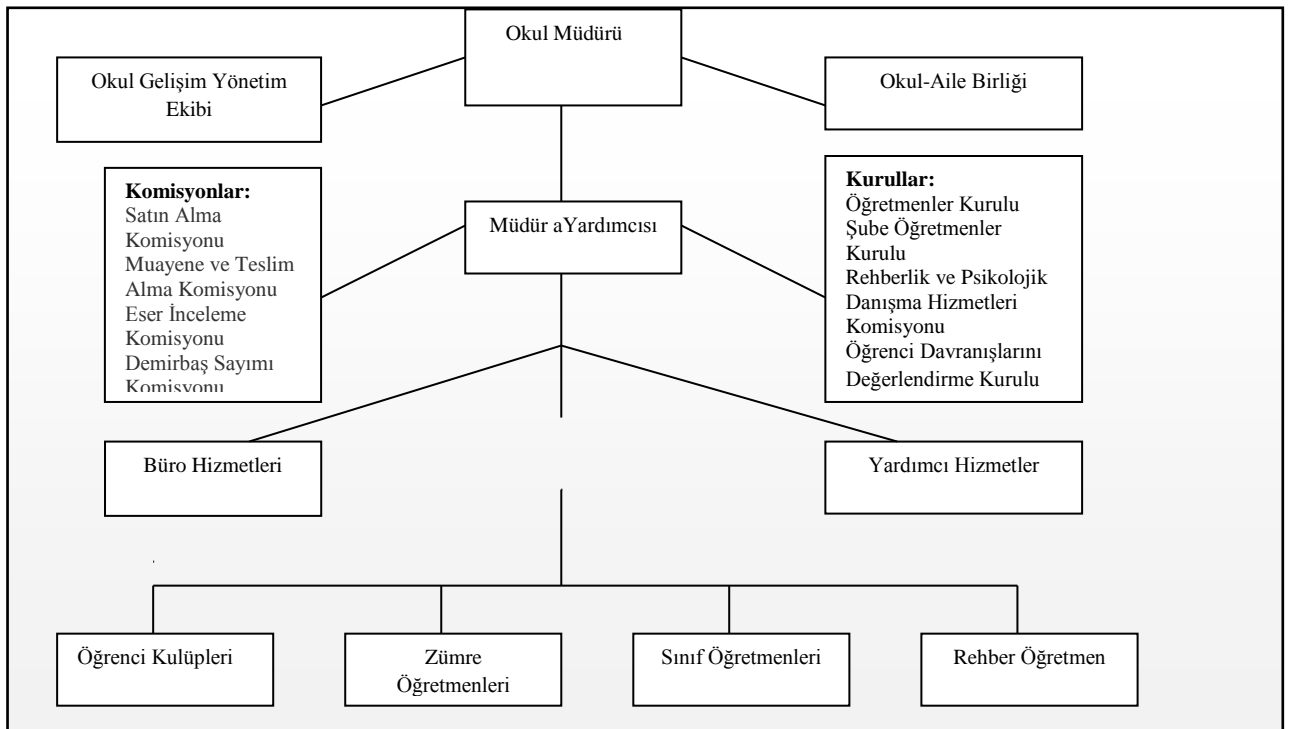 Okul Müdürü
Okul Gelişim Yönetim
Ekibi
Okul-Aile Birliği
Komisyonlar:
Satın Alma
Komisyonu
Muayene ve Teslim
Alma Komisyonu
Eser İnceleme
Komisyonu
Demirbaş Sayımı
Komisyonu
Müdür aYardımcısı
Kurullar:
Öğretmenler Kurulu
Şube Öğretmenler
Kurulu
Rehberlik ve Psikolojik
Danışma Hizmetleri
Komisyonu
Öğrenci Davranışlarını
Değerlendirme Kurulu
Büro Hizmetleri
Yardımcı Hizmetler
Öğrenci Kulüpleri
Zümre
Öğretmenleri
Sınıf Öğretmenleri
Rehber Öğretmen